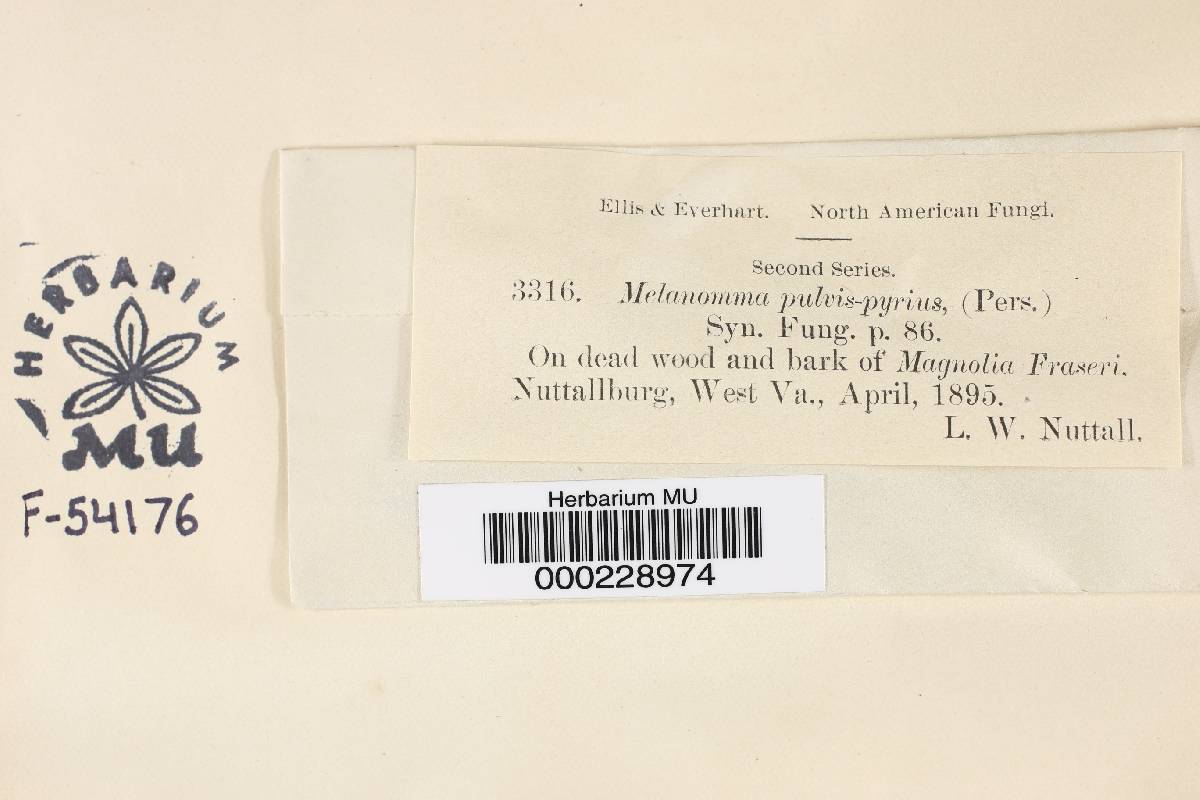 Ellis & Everhart. North American Fungi.
Second Series.
3316. Melanomma pulvis-pyrius, (Pers.)
Syn. Fung. p. 86.
On dead wood and bark of Magnolia Fraseri.
Nuttallburg, West Va., April, 1895.
L. W. Nuttall.
HERBARIUM
MU
F-54176
Herbarium MU
000228974